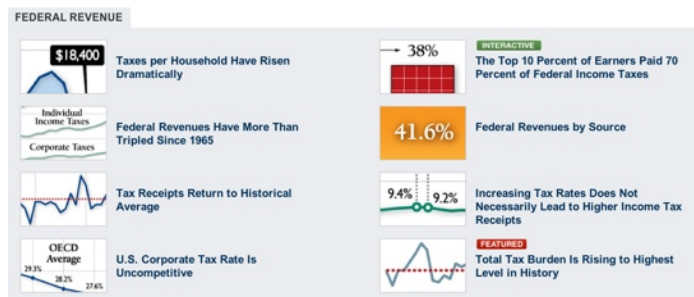 FEDERAL REVENUE
$18,400
Taxes per Household Have Risen
Dramatically
38%
INTERACTIVE
The Top 10 Percent of Earners Paid 70
Percent of Federal Income Taxes
Individual
Income Taxes
Corporate Taxes
Federal Revenues Have More Than
Tripled Since 1965
41.6%
Federal Revenues by Source
Tax Receipts Return to Historical
Average
9.4%
9.2%
Increasing Tax Rates Does Not
Necessarily Lead to Higher Income Tax
Receipts
OECD
Average
29.3%
28.2%
27.6%
U.S. Corporate Tax Rate Is
Uncompetitive
FEATURED
Total Tax Burden Is Rising to Highest
Level in History